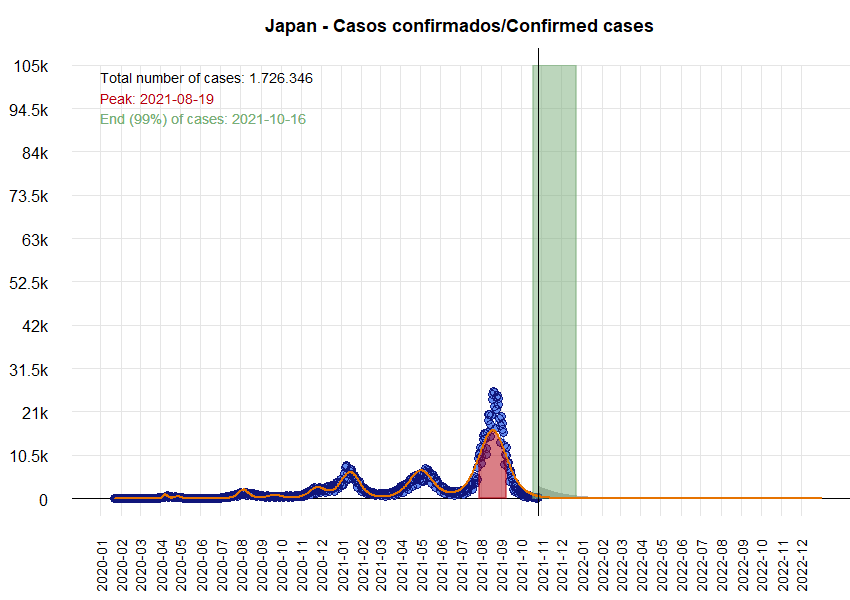 Japan - Casos confirmados/Confirmed cases
105k
94.5k
84k
73.5k
63k
52.5k
42k
31.5k
21k
10.5k
0
Total number of cases: 1.726.346
Peak: 2021-08-19
End (99%) of cases: 2021-10-16
2020-01
2020-02
2020-03
2020-04
2020-05
2020-06
2020-07
2020-08
2020-09
2020-10
2020-11
2020-12
2021-01
2021-02
2021-03
2021-04
2021-05
2021-06
2021-07
2021-08
2021-09
2021-10
2021-11
2021-12
2022-01
2022-02
2022-03
2022-04
2022-05
2022-06
2022-07
2022-08
2022-09
2022-10
2022-11
2022-12